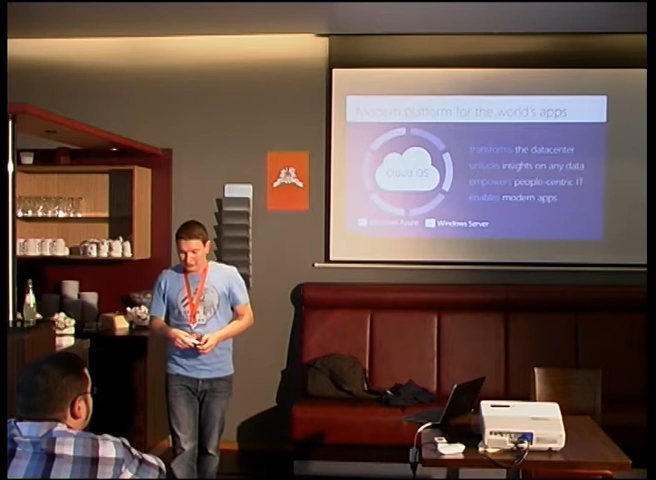 Modern platform for the world's apps
Cloud OS
transforms the datacenter
unlocks insights on any data
empowers people-centric IT
enables modern apps
Windows Azure
Windows Server